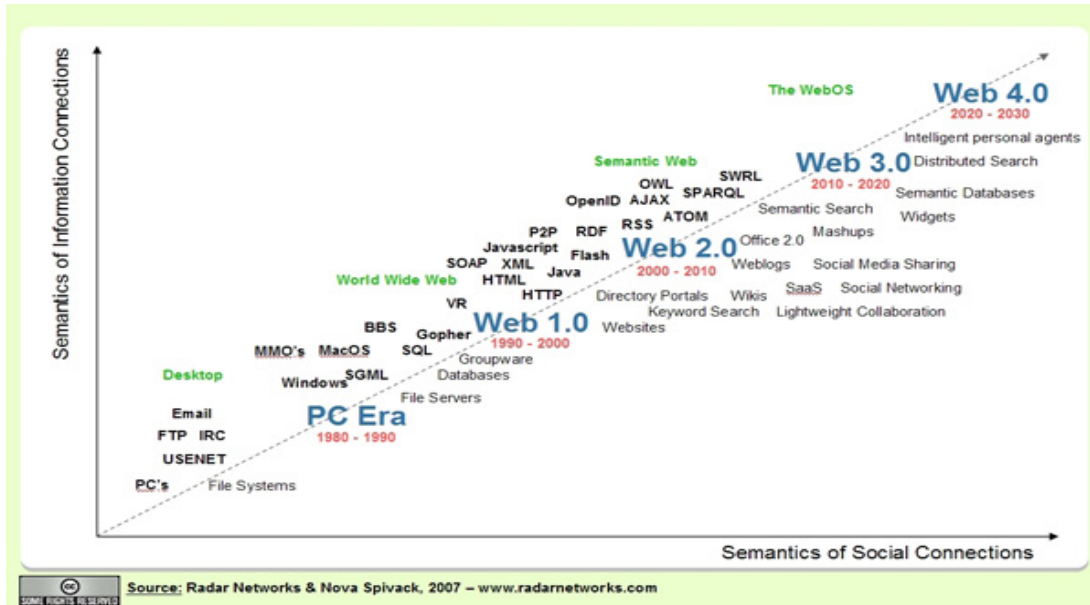 Semantics of Information Connections
The WebOS
Web 4.0
2020 - 2030
Intelligent personal agents
Semantic Web
Web 3.0
Distributed Search
2010 - 2020
SWRL
OWL
SPARQL
Semantic Databases
OpenID
AJAX
Semantic Search
Widgets
ATOM
RSS
Mashups
P2P
RDF
Office 2.0
Javascript
Web 2.0
Flash
2000 - 2010
SOAP
XML
Weblogs
Social Media Sharing
Java
World Wide Web
HTML
SaaS
Social Networking
HTTP
Directory Portals
Wikis
VR
Keyword Search
Lightweight Collaboration
Web 1.0
Websites
BBS
Gopher
1990 - 2000
MMO's
MacOS
SQL
Groupware
Desktop
SGML
Databases
Windows
File Servers
Email
PC Era
1980 - 1990
FTP
IRC
USENET
PC's
File Systems
Semantics of Social Connections
cc
SOME RIGHTS RESERVED
Source: Radar Networks & Nova Spivack, 2007 – www.radarnetworks.com